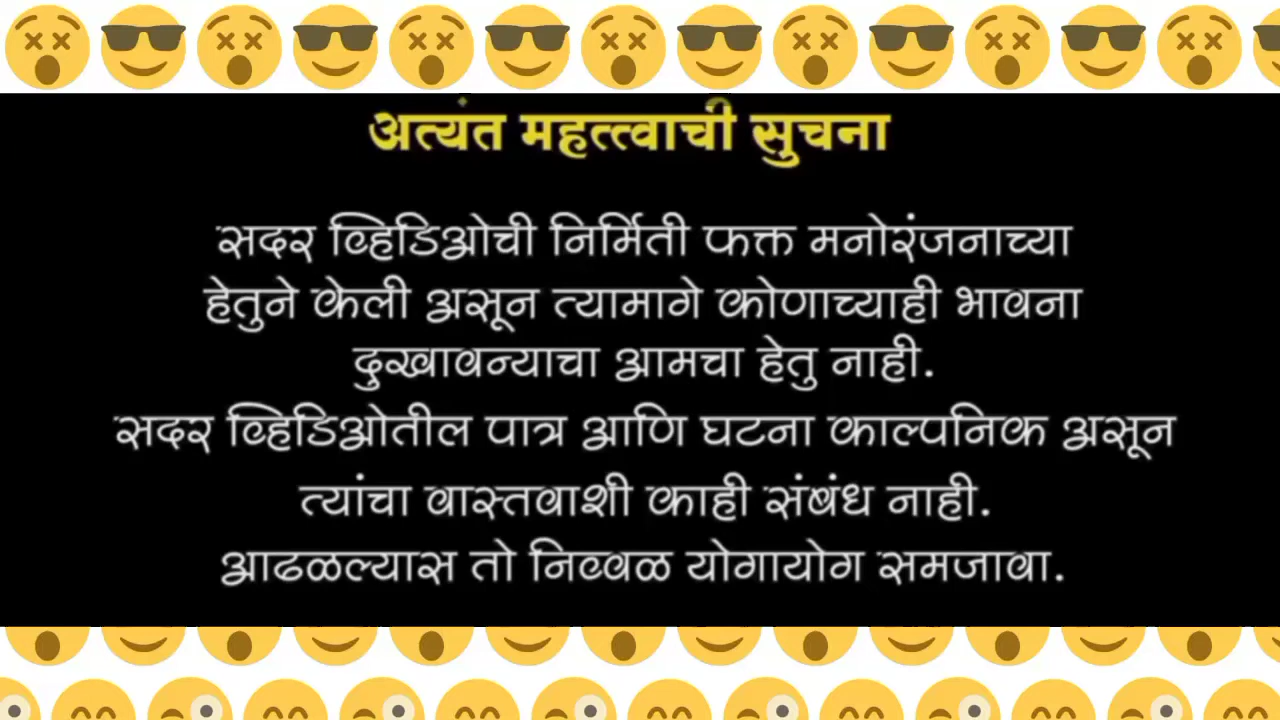 अत्यंत महत्त्वाची सुचना
सदर व्हिडिओची निर्मिती फक्त मनोरंजनाच्या
हेतुने केली असून त्यामागे कोणाच्याही भावना
दुखावन्याचा आमचा हेतु नाही.
सदर व्हिडिओतील पात्र आणि घटना काल्पनिक असून
त्यांचा वास्तवाशी काही संबंध नाही.
आढळल्यास तो निव्वळ योगायोग समजावा.